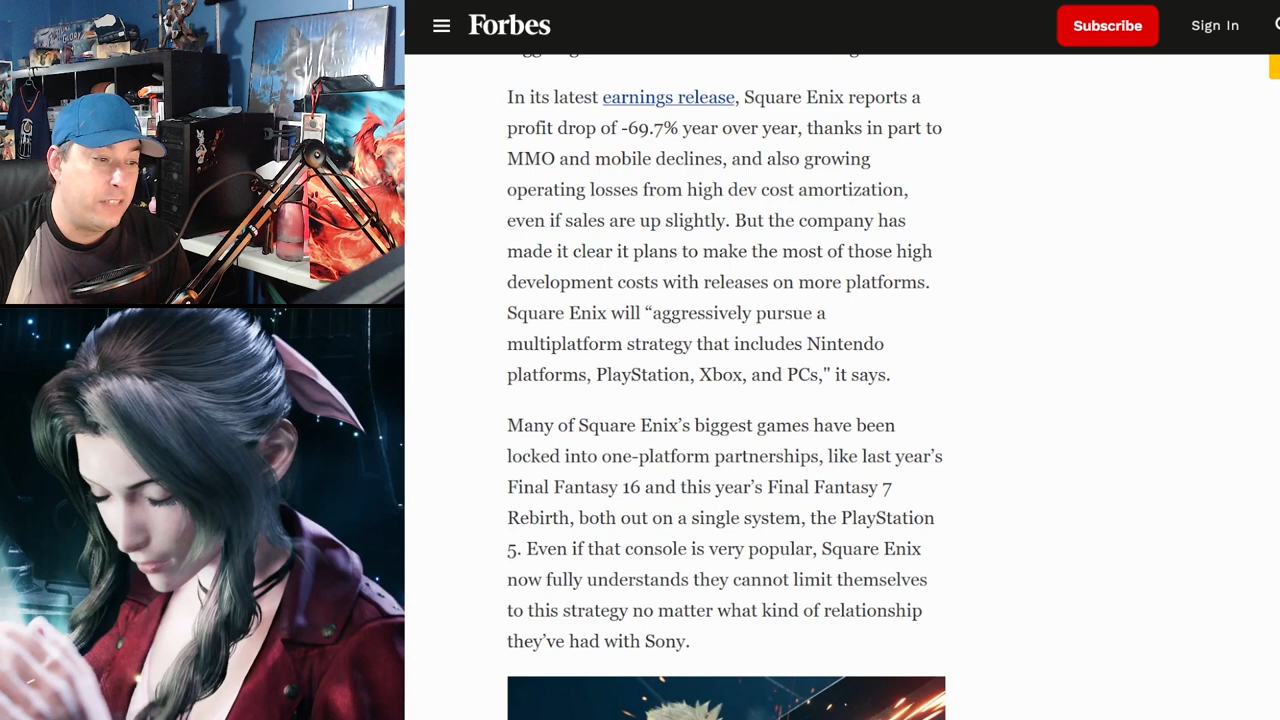 Forbes
Subscribe
Sign In
In its latest earnings release, Square Enix reports a
profit drop of -69.7% year over year, thanks in part to
MMO and mobile declines, and also growing
operating losses from high dev cost amortization,
even if sales are up slightly. But the company has
made it clear it plans to make the most of those high
development costs with releases on more platforms.
Square Enix will “aggressively pursue a
multiplatform strategy that includes Nintendo
platforms, PlayStation, Xbox, and PCs," it says.
Many of Square Enix’s biggest games have been
locked into one-platform partnerships, like last year’s
Final Fantasy 16 and this year’s Final Fantasy 7
Rebirth, both out on a single system, the PlayStation
5. Even if that console is very popular, Square Enix
now fully understands they cannot limit themselves
to this strategy no matter what kind of relationship
they’ve had with Sony.